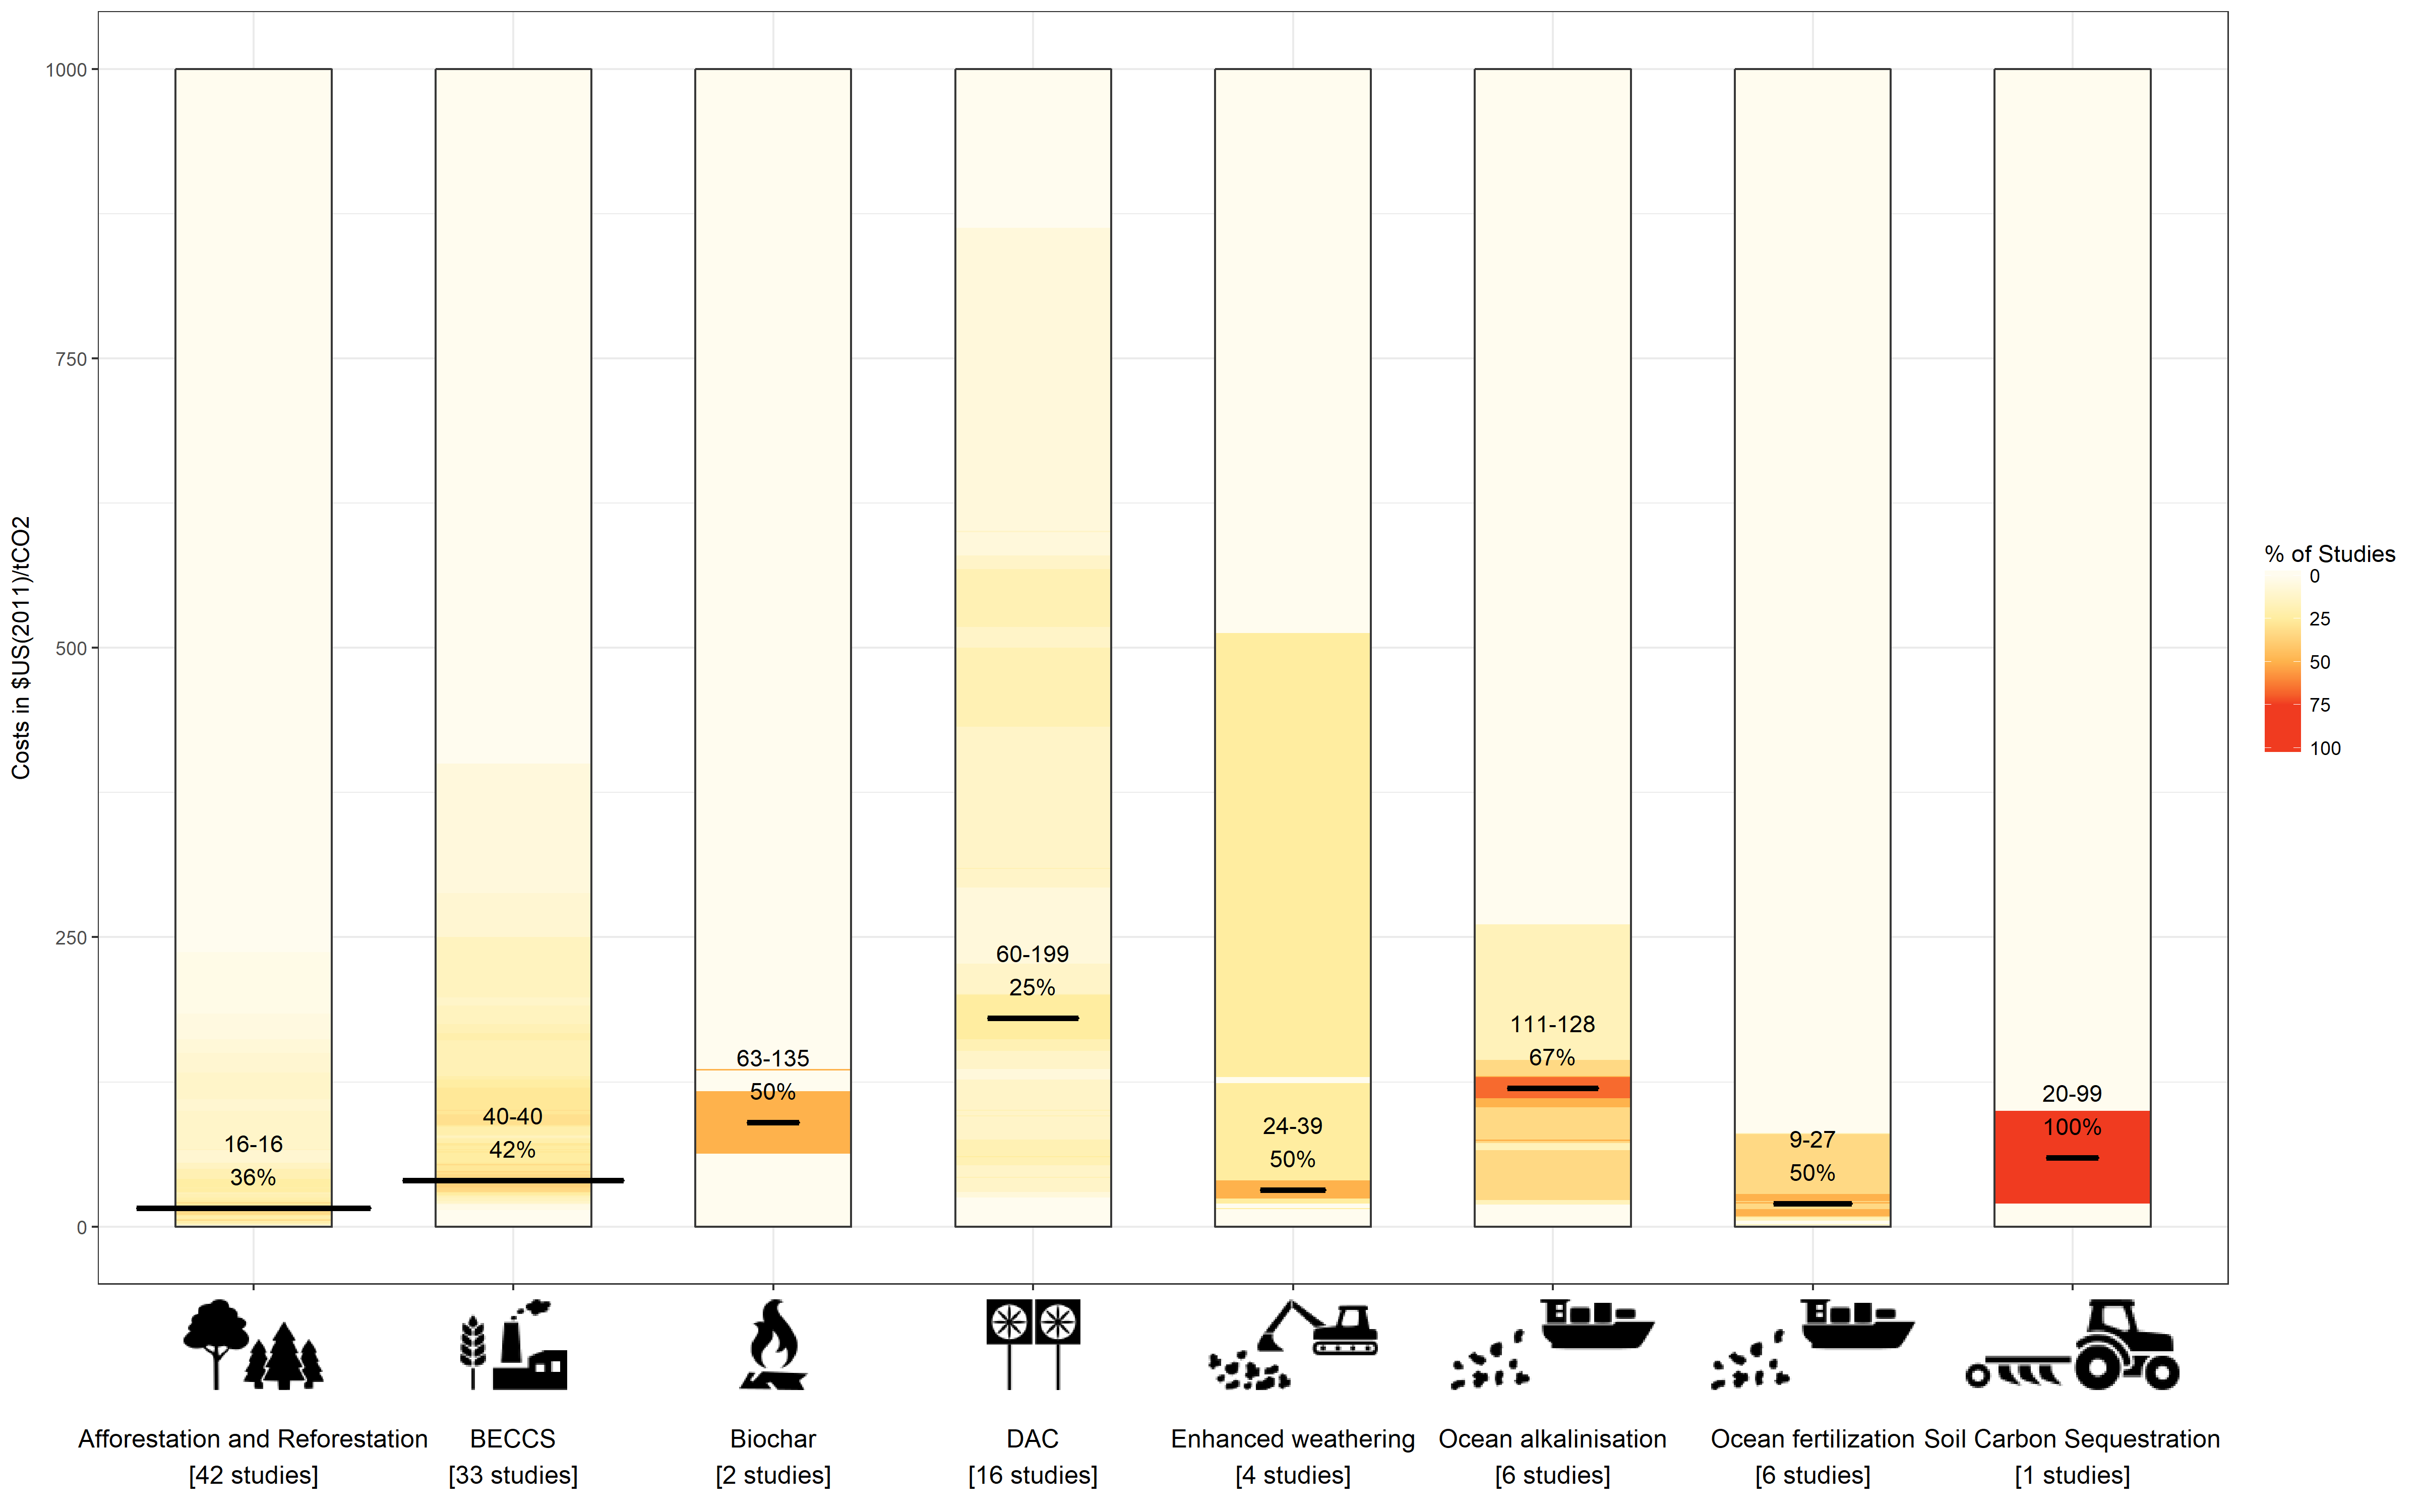 Costs in $US(2011)/tCO2
1000
750
500
250
0
16-16
36%
40-40
42%
63-135
50%
60-199
25%
24-39
50%
111-128
67%
9-27
50%
20-99
100%
% of Studies
0
25
50
75
100
Afforestation and Reforestation
[42 studies]
BECCS
[33 studies]
Biochar
[2 studies]
DAC
[16 studies]
Enhanced weathering
[4 studies]
Ocean alkalinisation
[6 studies]
Ocean fertilization
[6 studies]
Soil Carbon Sequestration
[1 studies]